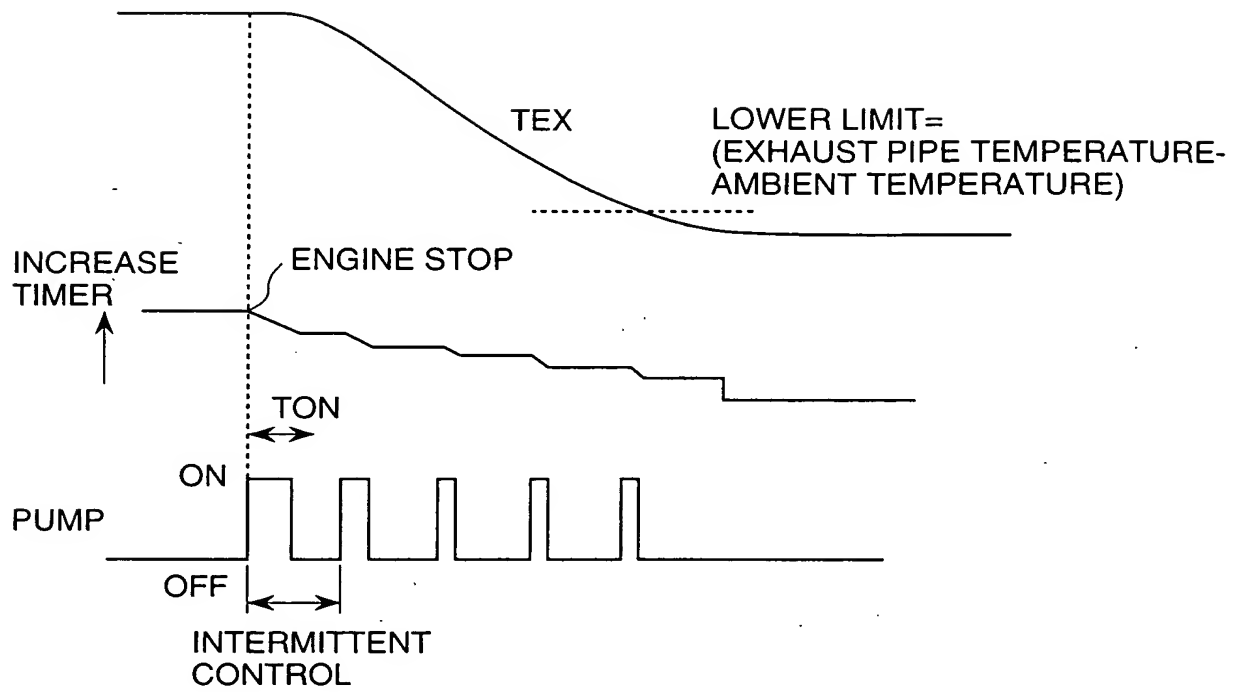 TEX
LOWER LIMIT=
(EXHAUST PIPE TEMPERATURE-
AMBIENT TEMPERATURE)
INCREASE
TIMER
ENGINE STOP
TON
ON
PUMP
OFF
INTERMITTENT
CONTROL